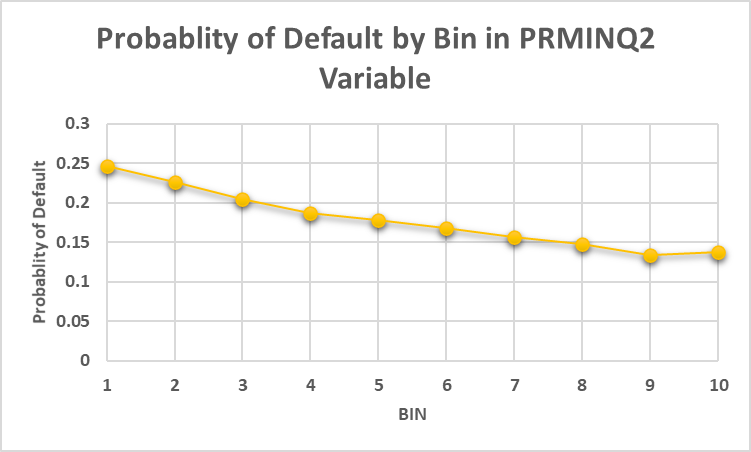 Probablity of Default by Bin in PRMINQ2
Variable
Probablity of Default
0.3
0.25
0.2
0.15
0.1
0.05
0
1 2 3 4 5 6 7 8 9 10
BIN